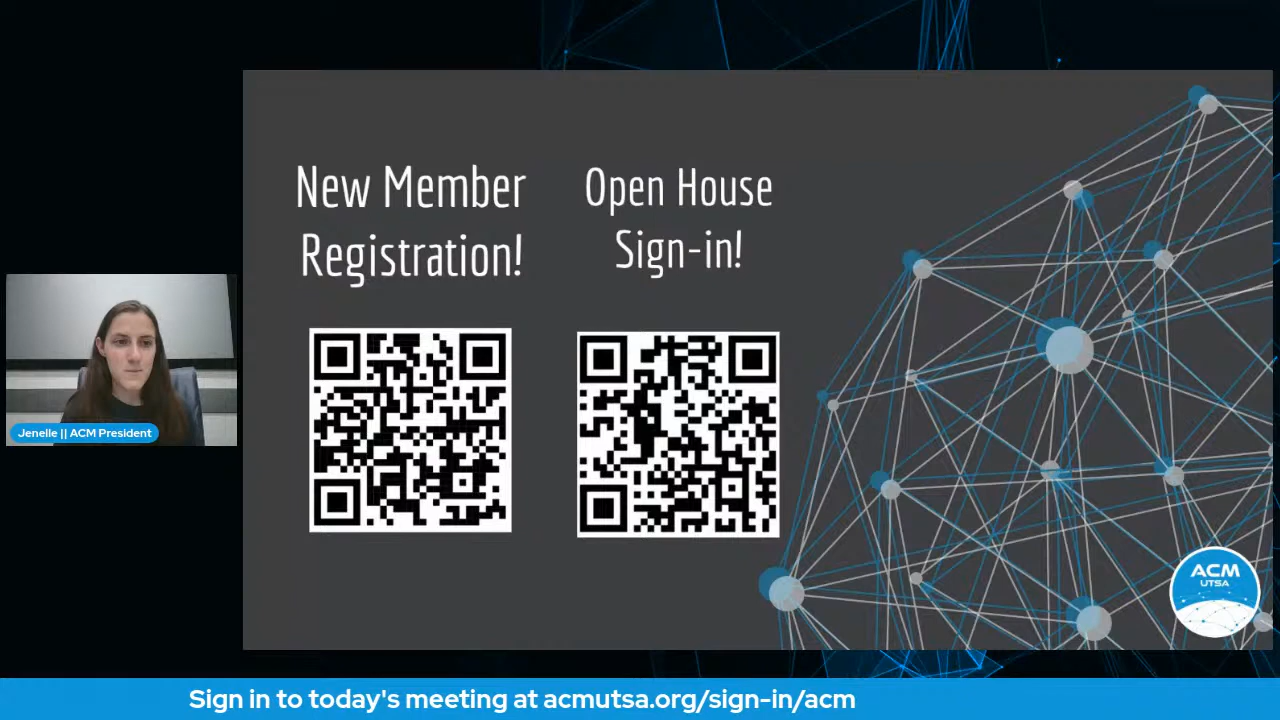 New Member
Registration!
Open House
Sign-in!
Jenelle || ACM President
ACM
UTSA
Sign in to today's meeting at acmutsa.org/sign-in/acm